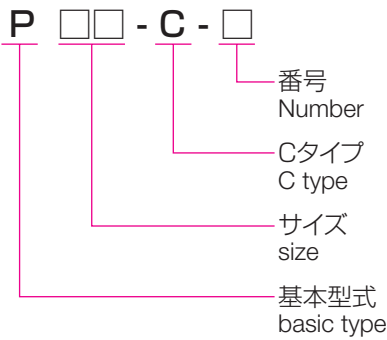 P □□ - C - □
番号
Number
Cタイプ
C type
サイズ
size
基本型式
basic type